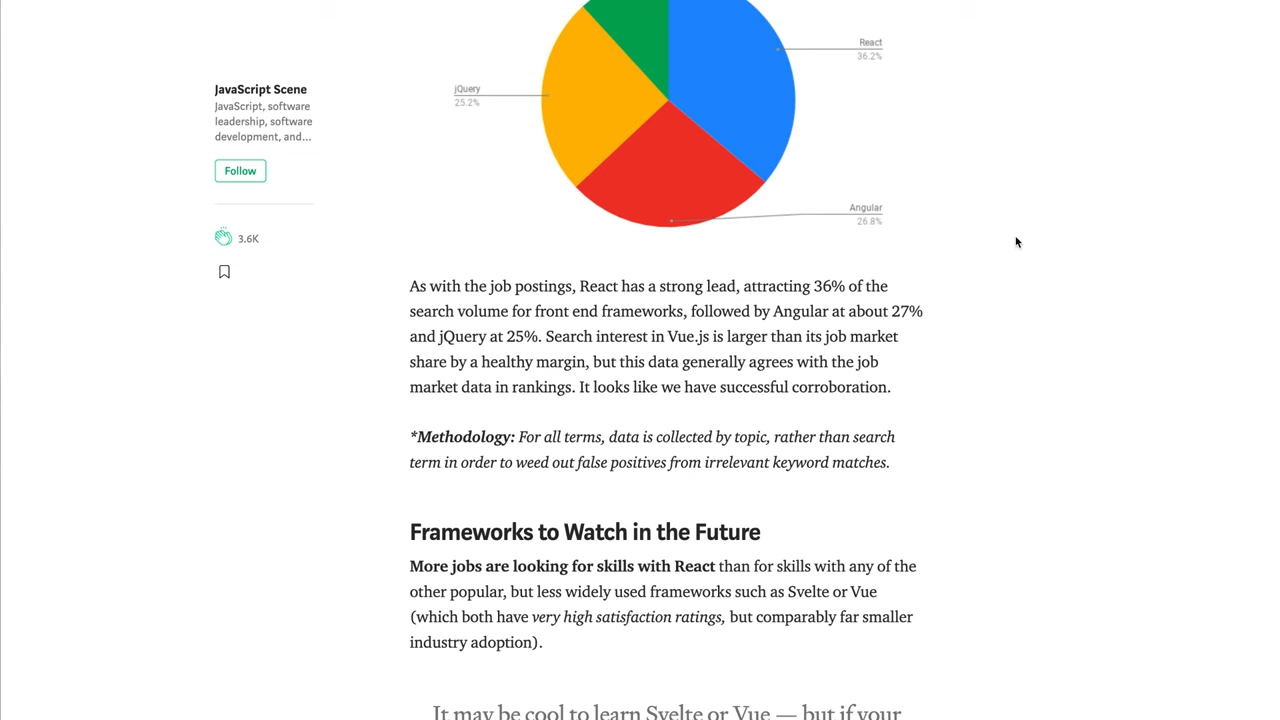 React
36.2%
jQuery
25.2%
Angular
26.8%
JavaScript Scene
JavaScript, software
leadership, software
development, and...
Follow
3.6K
As with the job postings, React has a strong lead, attracting 36% of the
search volume for front end frameworks, followed by Angular at about 27%
and jQuery at 25%. Search interest in Vue.js is larger than its job market
share by a healthy margin, but this data generally agrees with the job
market data in rankings. It looks like we have successful corroboration.
*Methodology: For all terms, data is collected by topic, rather than search
term in order to weed out false positives from irrelevant keyword matches.
Frameworks to Watch in the Future
More jobs are looking for skills with React than for skills with any of the
other popular, but less widely used frameworks such as Svelte or Vue
(which both have very high satisfaction ratings, but comparably far smaller
industry adoption).
It may be cool to learn Svelte or Vue — but if your